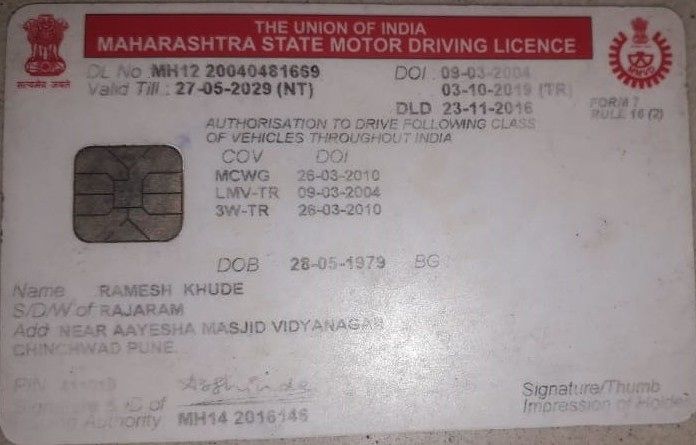 THE UNION OF INDIA
MAHARASHTRA STATE MOTOR DRIVING LICENCE
सत्यमेव जयते
DL No MH12 20040481669 DOI : 09-03-2004
Valid Till : 27-05-2029 (NT) 03-10-2019 (TR)
DLD 23-11-2016
FORM 7
RULE 16 (2)
AUTHORISATION TO DRIVE FOLLOWING CLASS
OF VEHICLES THROUGHOUT INDIA
COV DOI
MCWG 26-03-2010
LMV-TR 09-03-2004
3W-TR 26-03-2010
DOB 28-05-1979 BG
Name RAMESH KHUDE
S/D/W of RAJARAM
Add NEAR AAYESHA MASJID VIDYANAGAR
CHINCHWAD PUNE.
PIN
Signature & ID of
Authority MH14 2016146
Signature/Thumb
Impression of Holder